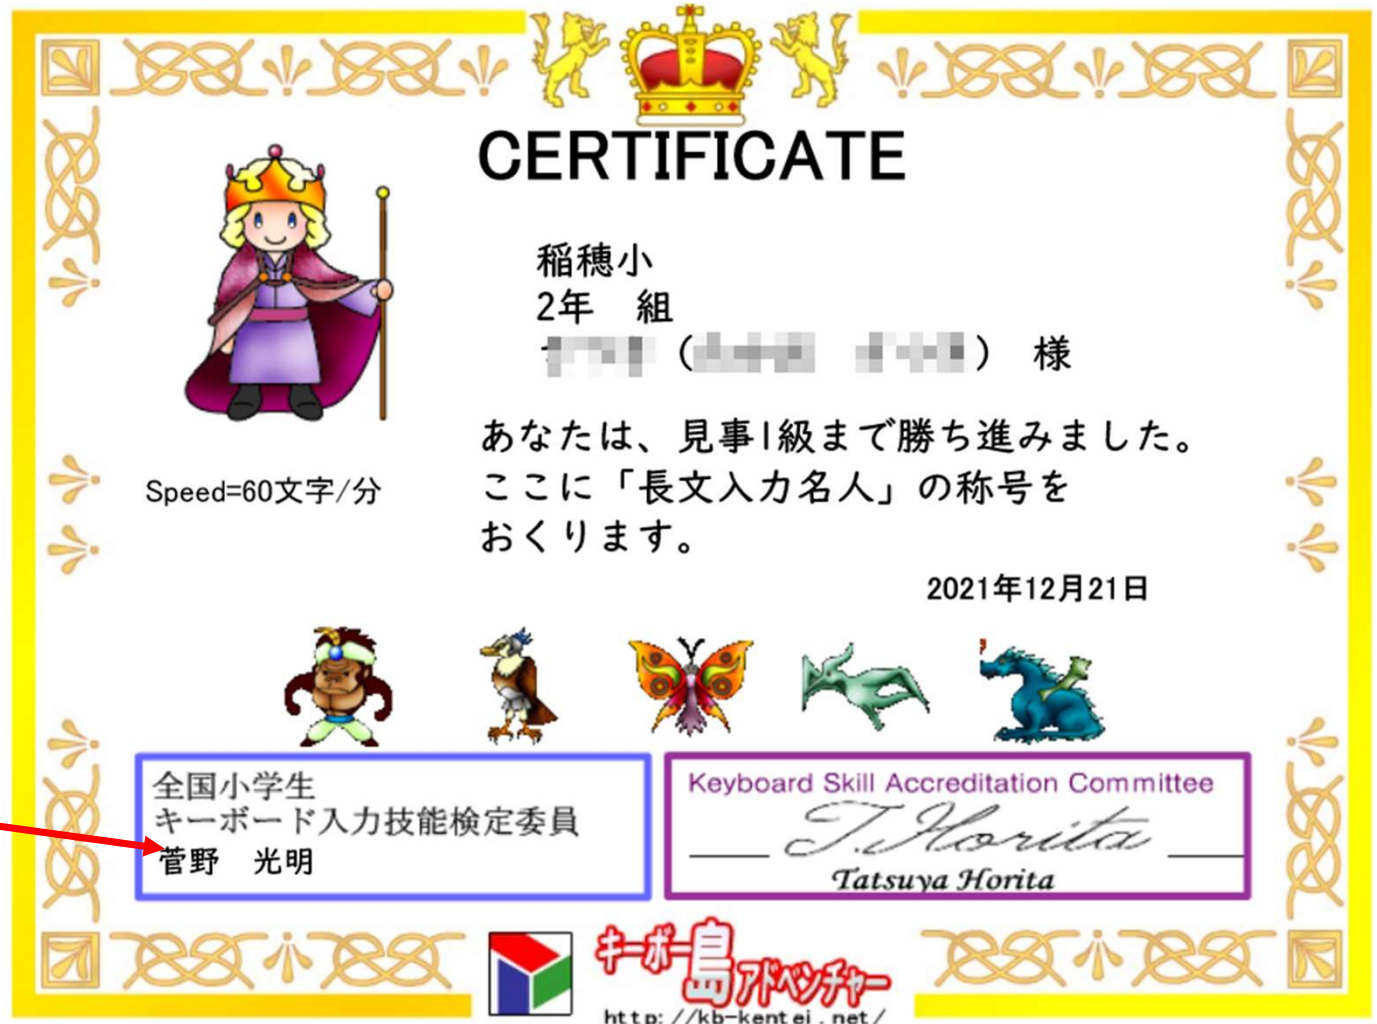 CERTIFICATE
稲穂小
2年 組
( ) 様
あなたは、見事1級まで勝ち進みました。
ここに「長文入力名人」の称号を
おくります。
Speed=60文字/分
2021年12月21日
全国小学生
キーボード入力技能検定委員
菅野 光明
Keyboard Skill Accreditation Committee
T.Horita
Tatsuya Horita
キーボー島アドベンチャー
http://kb-kentei.net/